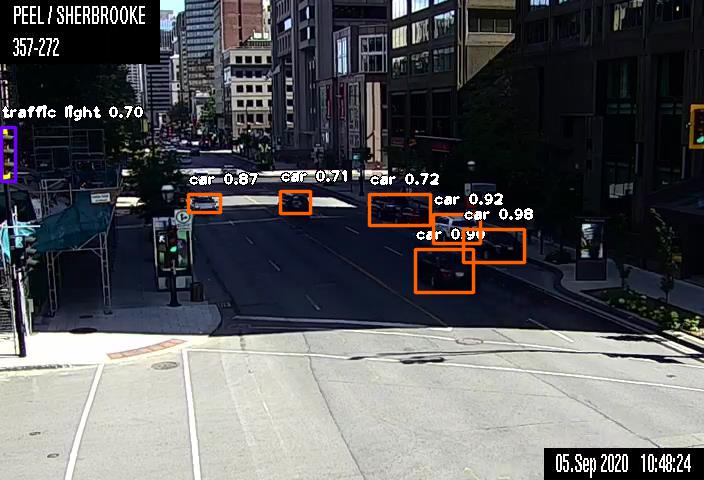 PEEL / SHERBROOKE
357-272
traffic light 0.70
car 0.87
car 0.71
car 0.72
car 0.92
car 0.98
car 0.90
05.Sep 2020 10:48:24